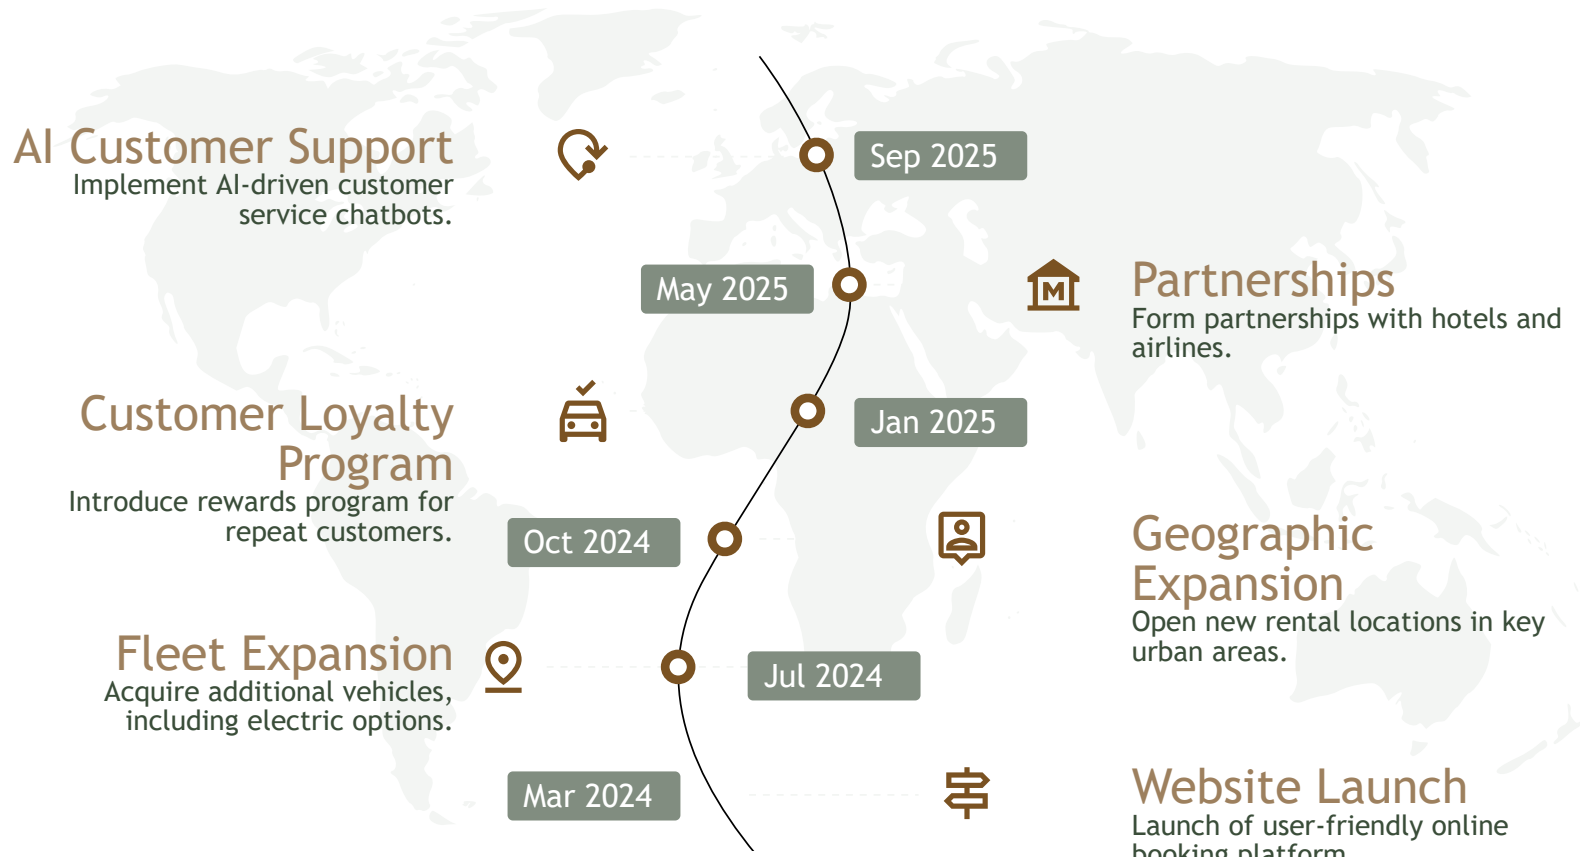 AI Customer Support
Implement AI-driven customer
service chatbots.
Sep 2025
May 2025
Partnerships
Form partnerships with hotels and
airlines.
Customer Loyalty
Program
Introduce rewards program for
repeat customers.
Jan 2025
Oct 2024
Geographic
Expansion
Open new rental locations in key
urban areas.
Fleet Expansion
Acquire additional vehicles,
including electric options.
Jul 2024
Mar 2024
Website Launch
Launch of user-friendly online
booking platform